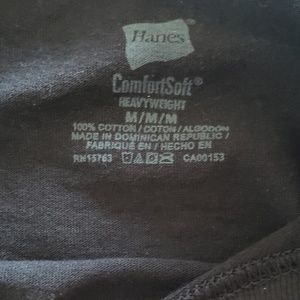 Hanes
ComfortSoft®
HEAVYWEIGHT
M/M/M
100% COTTON / COTON / ALGODÓN
MADE IN DOMINICAN REPUBLIC /
FABRIQUÉ EN / HECHO EN
RN15763 CA00153